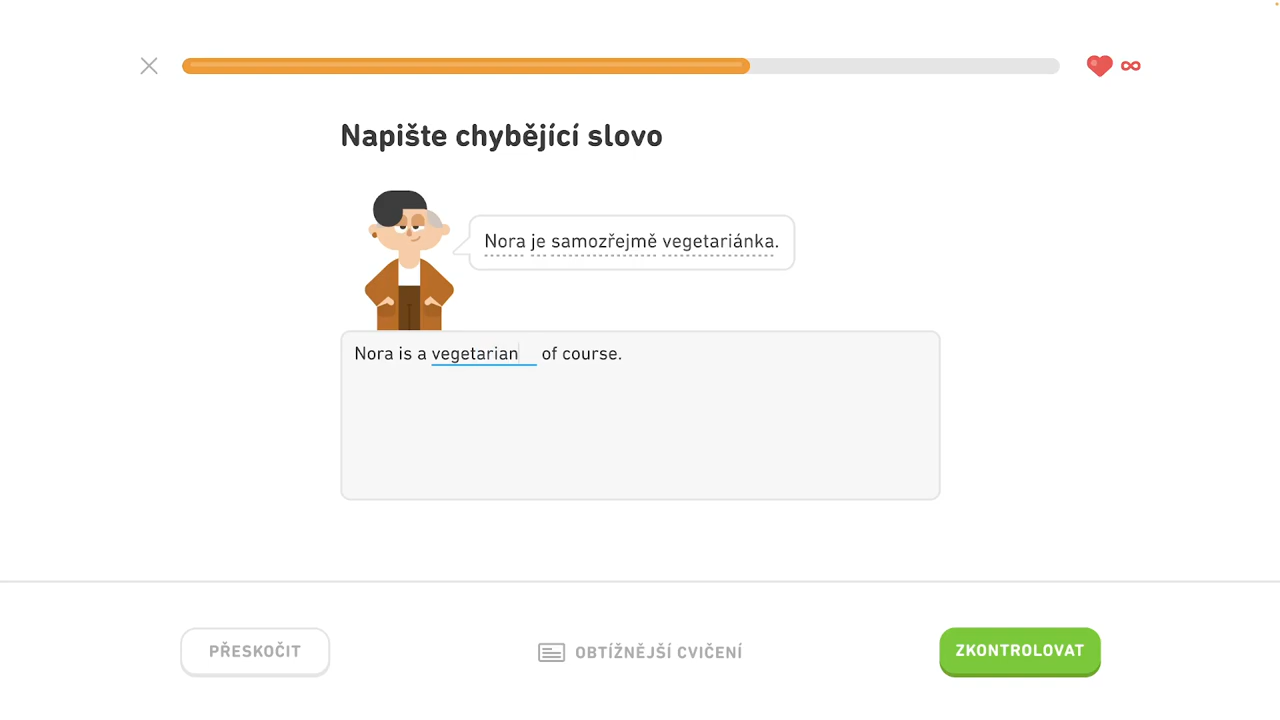 ∞
Napište chybějící slovo
Nora je samozřejmě vegetariánka.
Nora is a vegetarian of course.
PŘESKOČIT
OBTÍŽNĚJŠÍ CVIČENÍ
ZKONTROLOVAT